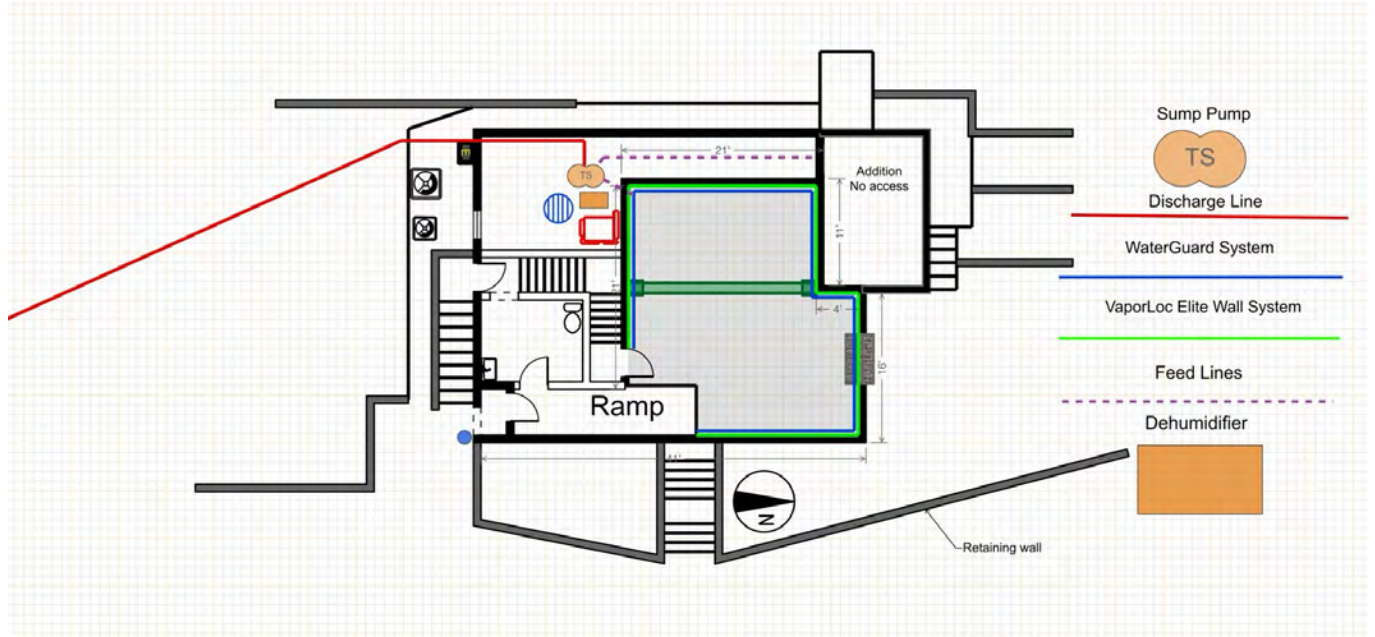 Sump Pump
TS
Discharge Line
WaterGuard System
VaporLoc Elite Wall System
Feed Lines
Dehumidifier
21'
TS
Addition
No access
11'
21'
4'
16'
Ramp
N
Retaining wall